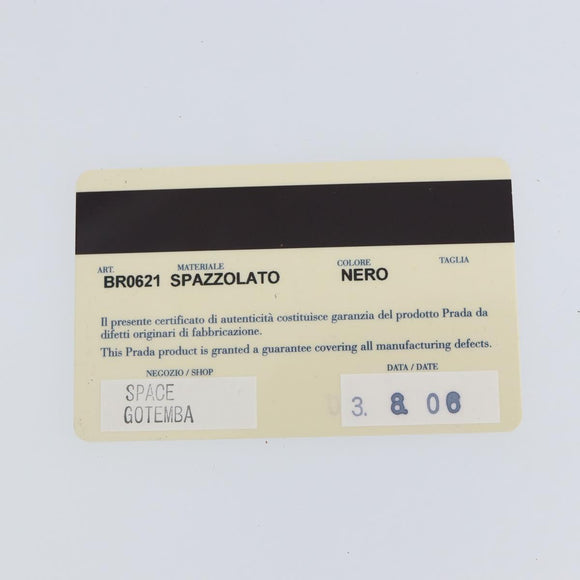 ART. MATERIALE COLORE TAGLIA
BR0621 SPAZZOLATO NERO
Il presente certificato di autenticità costituisce garanzia del prodotto Prada da
difetti originari di fabbricazione.
This Prada product is granted a guarantee covering all manufacturing defects.
NEGOZIO / SHOP DATA / DATE
SPACE
GOTEMBA
3. 8 06